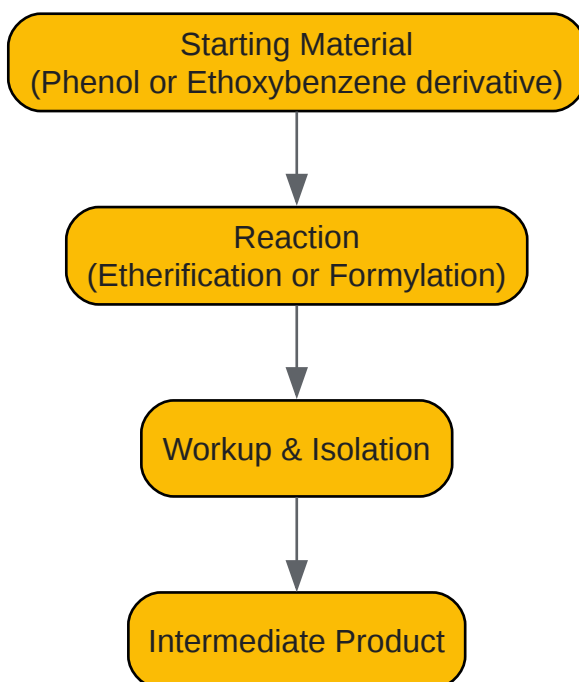 Starting Material
(Phenol or Ethoxybenzene derivative)
Reaction
(Etherification or Formylation)
Workup & Isolation
Intermediate Product